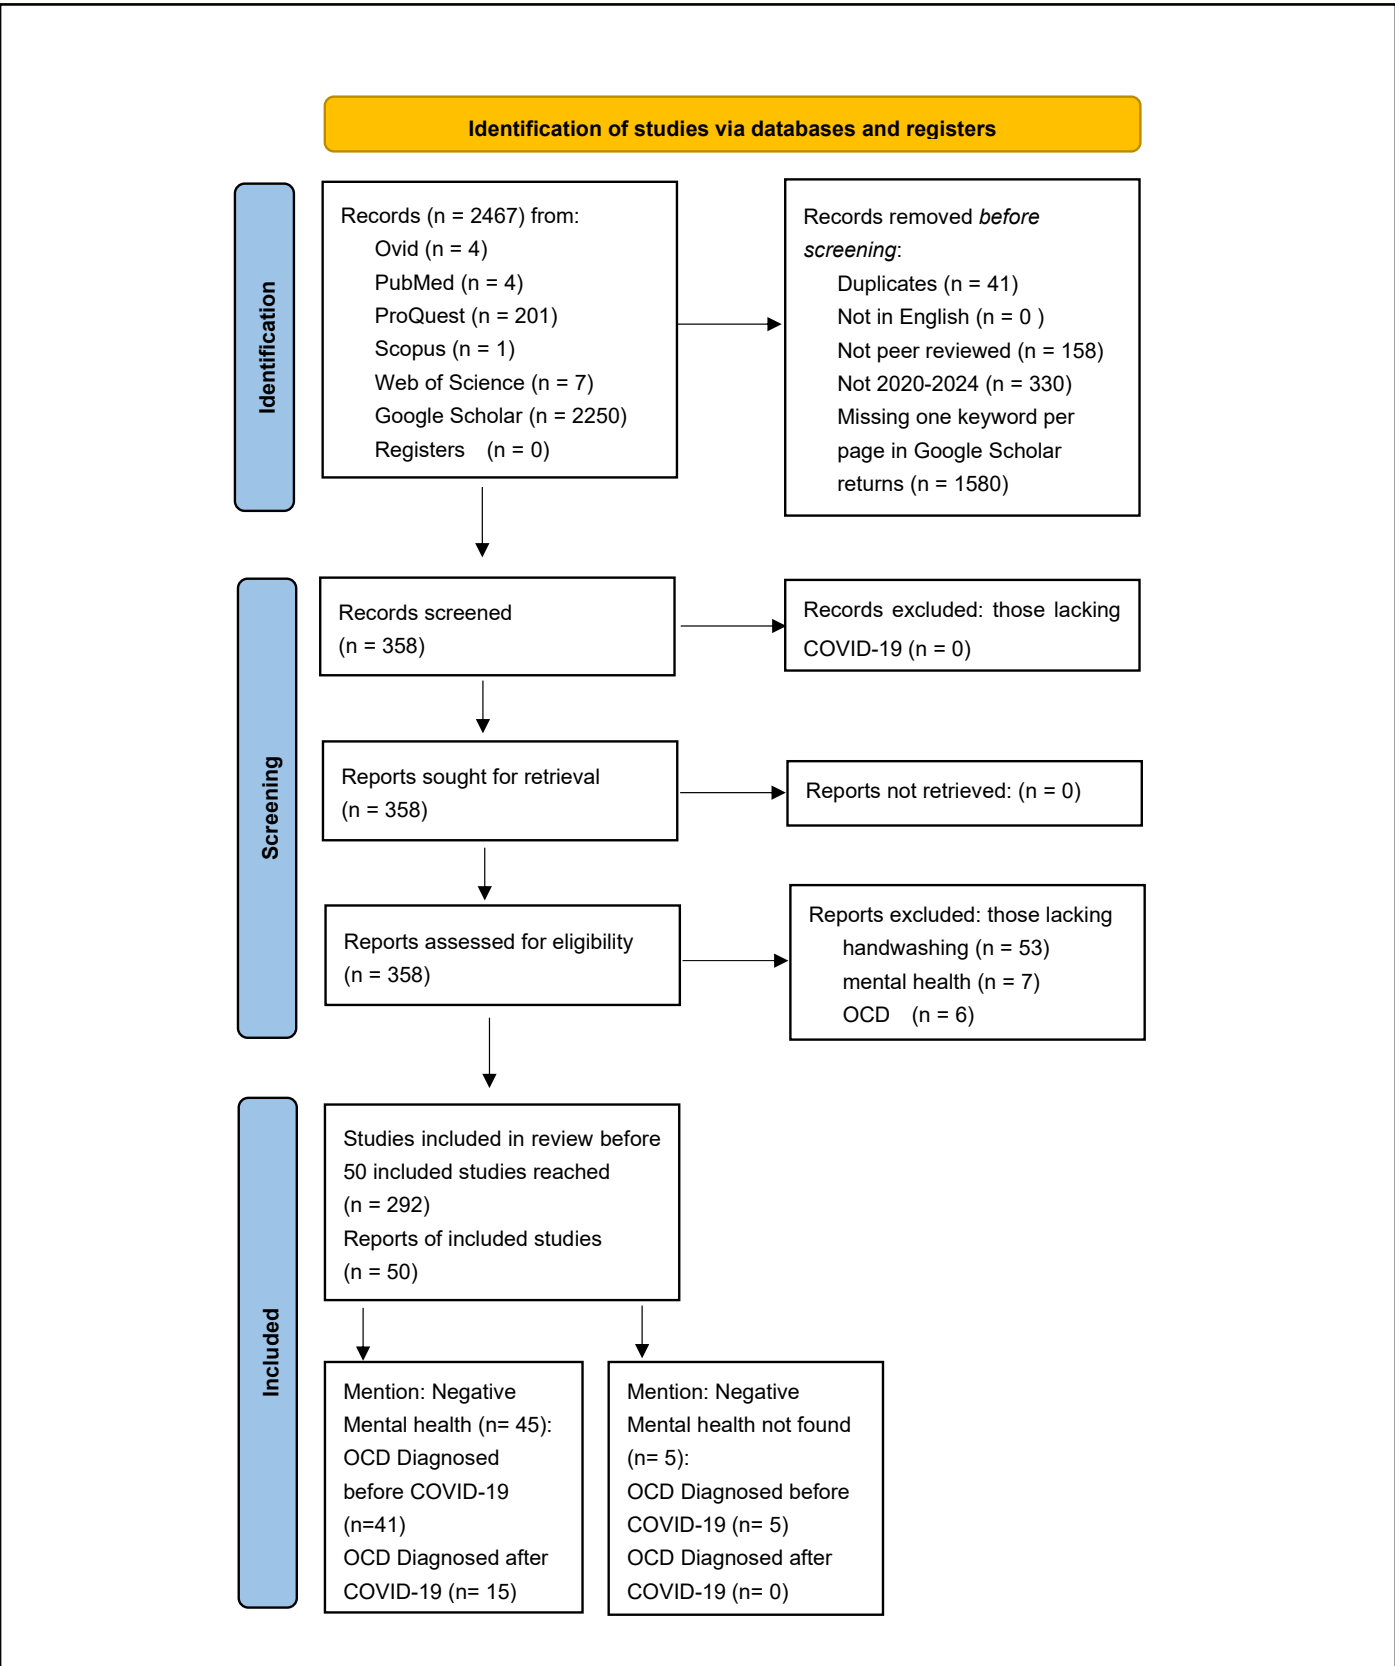 Identification of studies via databases and registers
Identification
Records (n = 2467) from:
Ovid (n = 4)
PubMed (n = 4)
ProQuest (n = 201)
Scopus (n = 1)
Web of Science (n = 7)
Google Scholar (n = 2250)
Registers (n = 0)
Records removed before
screening:
Duplicates (n = 41)
Not in English (n = 0 )
Not peer reviewed (n = 158)
Not 2020-2024 (n = 330)
Missing one keyword per
page in Google Scholar
returns (n = 1580)
Screening
Records screened
(n = 358)
Records excluded: those lacking
COVID-19 (n = 0)
Reports sought for retrieval
(n = 358)
Reports not retrieved: (n = 0)
Reports assessed for eligibility
(n = 358)
Reports excluded: those lacking
handwashing (n = 53)
mental health (n = 7)
OCD (n = 6)
Included
Studies included in review before
50 included studies reached
(n = 292)
Reports of included studies
(n = 50)
Mention: Negative
Mental health (n= 45):
OCD Diagnosed
before COVID-19
(n=41)
OCD Diagnosed after
COVID-19 (n= 15)
Mention: Negative
Mental health not found
(n= 5):
OCD Diagnosed before
COVID-19 (n= 5)
OCD Diagnosed after
COVID-19 (n= 0)